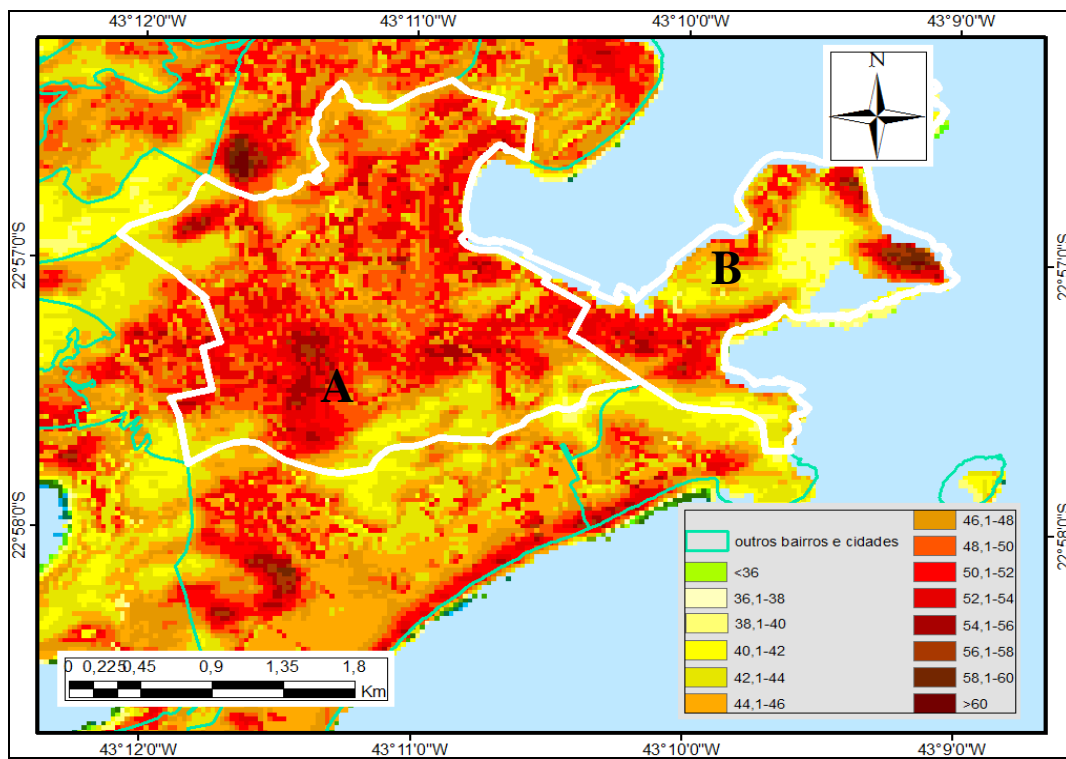 43°12'0"W 43°11'0"W 43°10'0"W 43°9'0"W
N
22°57'0"S 22°57'0"S
B
A
22°58'0"S 22°58'0"S
outros bairros e cidades
<36
36,1-38
38,1-40
40,1-42
42,1-44
44,1-46
46,1-48
48,1-50
50,1-52
52,1-54
54,1-56
56,1-58
58,1-60
>60
0 0,225 0,45 0,9 1,35 1,8
Km
43°12'0"W 43°11'0"W 43°10'0"W 43°9'0"W